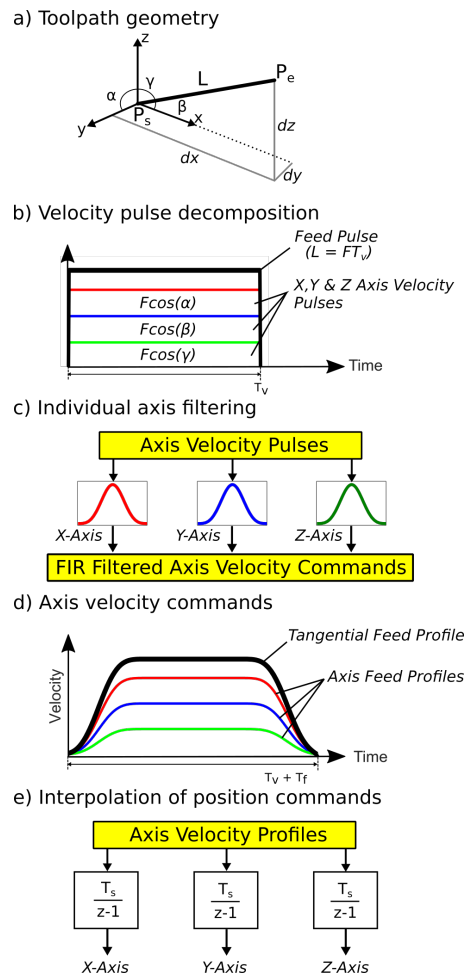 a) Toolpath geometry
z
γ
L
Pe
α
β
Ps
x
y
dz
dx
dy
b) Velocity pulse decomposition
Feed Pulse
(L = FTv)
X,Y & Z Axis Velocity
Pulses
Fcos(α)
Fcos(β)
Fcos(γ)
Time
Tv
c) Individual axis filtering
Axis Velocity Pulses
X-Axis
Y-Axis
Z-Axis
FIR Filtered Axis Velocity Commands
d) Axis velocity commands
Tangential Feed Profile
Axis Feed Profiles
Velocity
Time
Tv + Tf
e) Interpolation of position commands
Axis Velocity Profiles
Ts Ts Ts
z-1 z-1 z-1
X-Axis Y-Axis Z-Axis